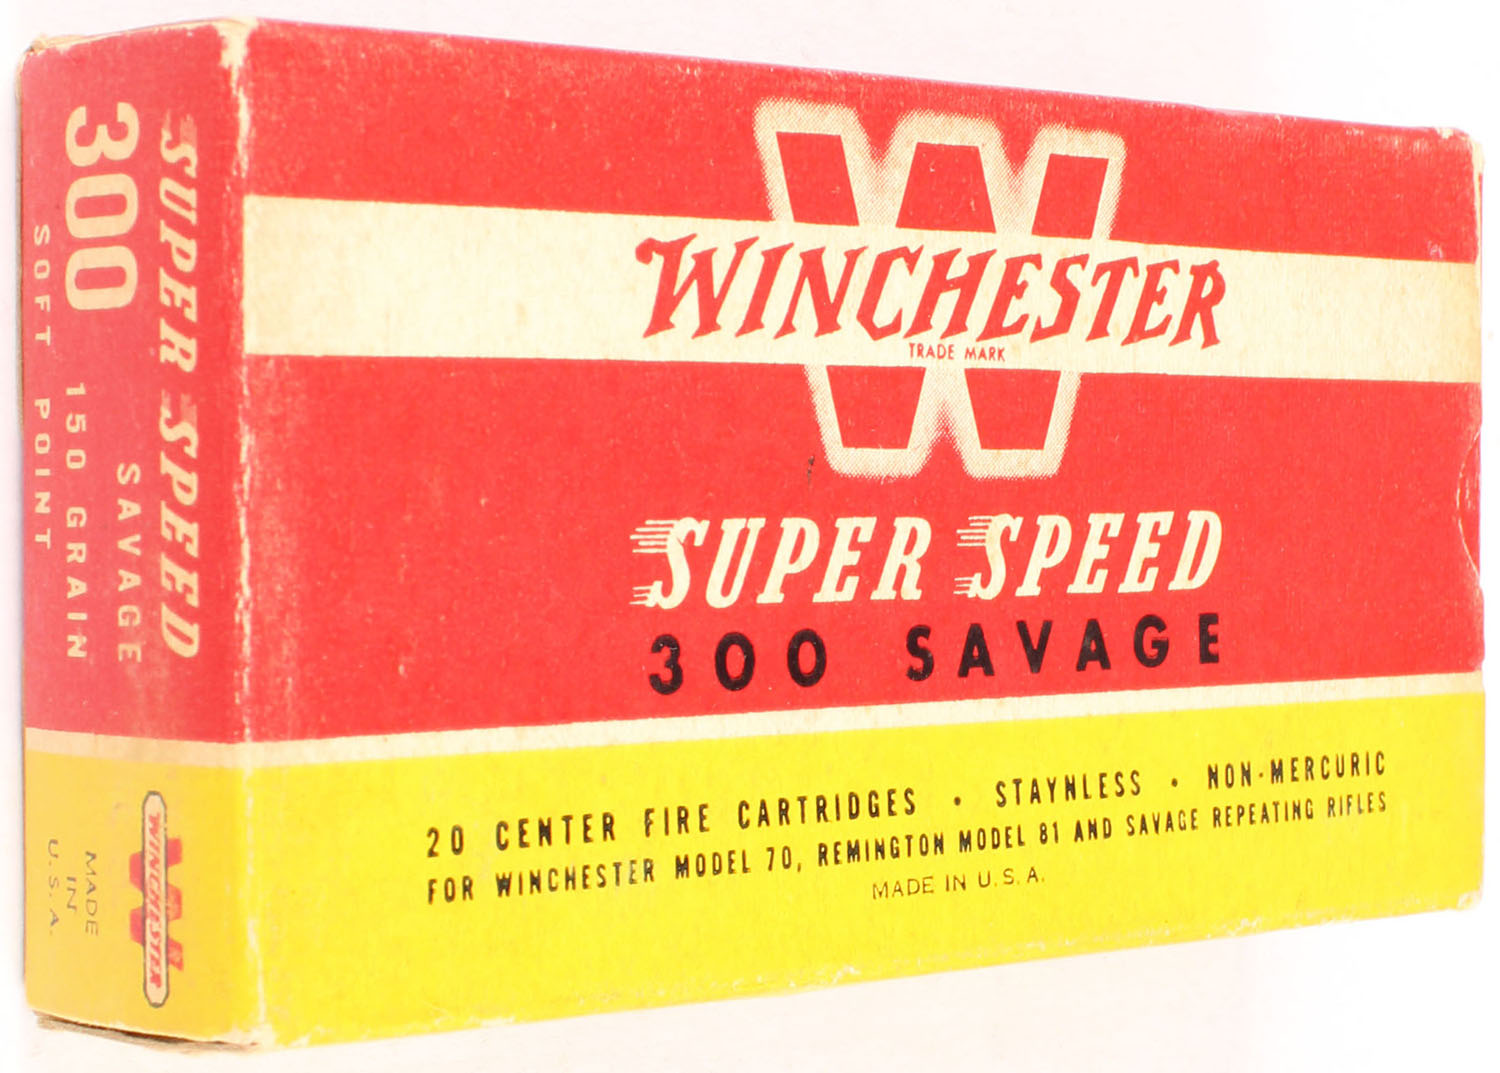 SUPER SPEED
300 SAVAGE
150 GRAIN
SOFT POINT
WINCHESTER
MADE
IN
U.S.A.
W
WINCHESTER
TRADE MARK
SUPER SPEED
300 SAVAGE
20 CENTER FIRE CARTRIDGES • STAYNLESS • NON-MERCURIC
FOR WINCHESTER MODEL 70, REMINGTON MODEL 81 AND SAVAGE REPEATING RIFLES
MADE IN U.S.A.